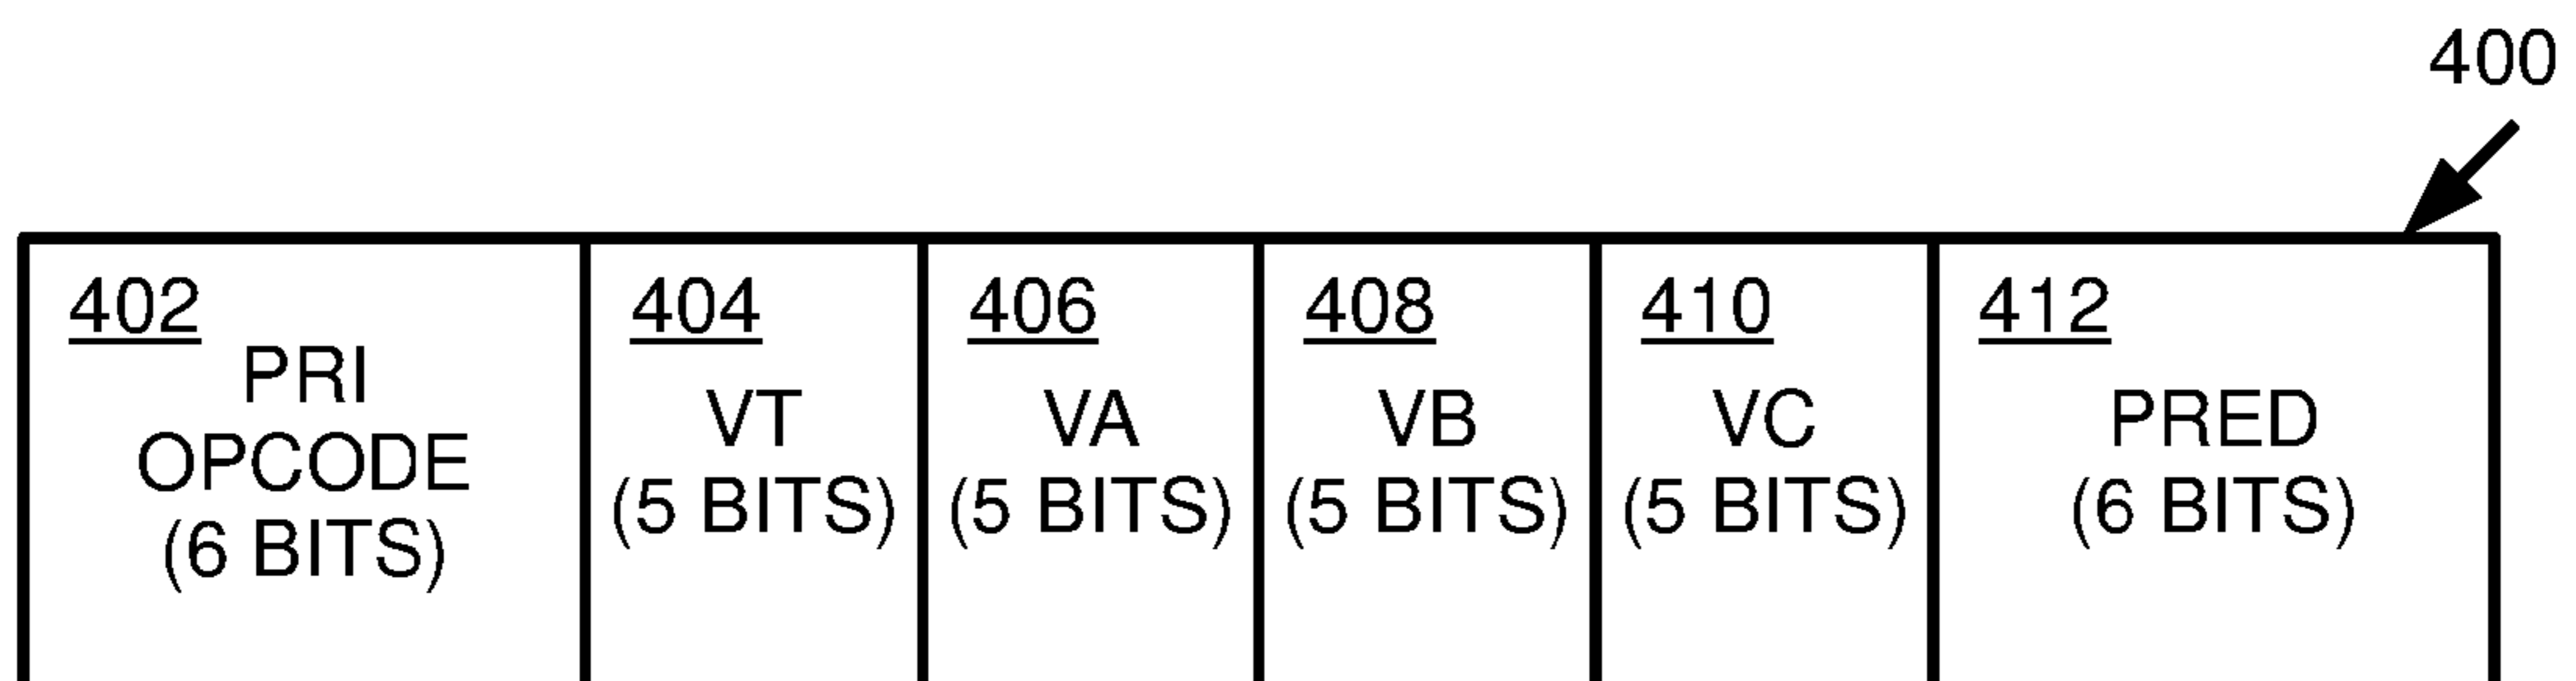 400
402
PRI
OPCODE
(6 BITS)
404
VT
(5 BITS)
406
VA
(5 BITS)
408
VB
(5 BITS)
410
VC
(5 BITS)
412
PRED
(6 BITS)